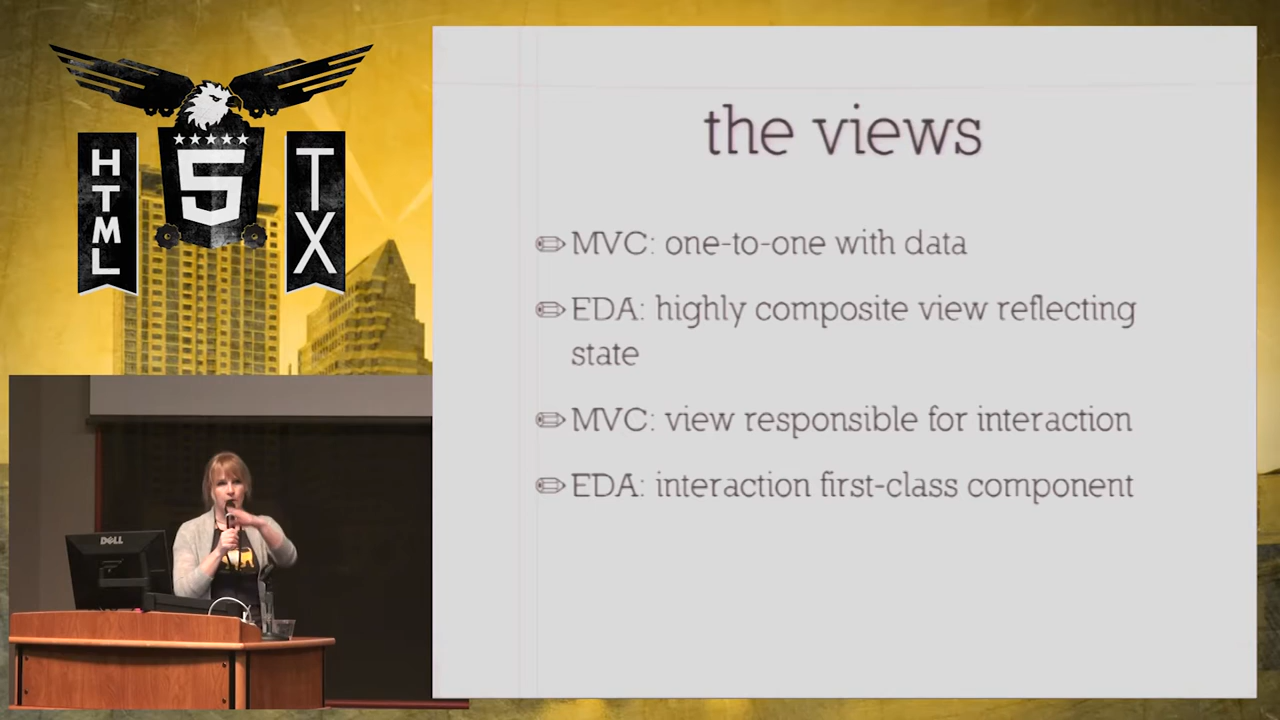 HTML
5
TX
the views
MVC: one-to-one with data
EDA: highly composite view reflecting
state
MVC: view responsible for interaction
EDA: interaction first-class component
DELL